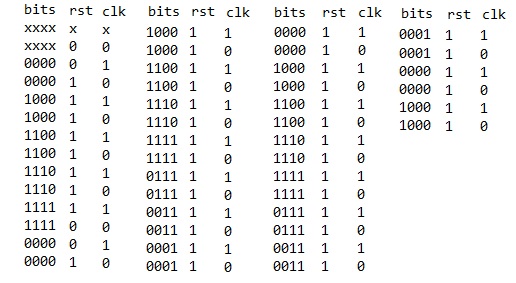 bits rst clk
xxxx x x
xxxx 0 0
0000 0 1
0000 1 0
1000 1 1
1000 1 0
1100 1 1
1100 1 0
1110 1 1
1110 1 0
1111 1 1
1111 0 0
0000 0 1
0000 1 0
bits rst clk
1000 1 1
1000 1 0
1100 1 1
1100 1 0
1110 1 1
1110 1 0
1111 1 1
1111 1 0
0111 1 1
0111 1 0
0011 1 1
0011 1 0
0001 1 1
0001 1 0
bits rst clk
0000 1 1
0000 1 0
1000 1 1
1000 1 0
1100 1 1
1100 1 0
1110 1 1
1110 1 0
1111 1 1
1111 1 0
0111 1 1
0111 1 0
0011 1 1
0011 1 0
bits rst clk
0001 1 1
0001 1 0
0000 1 1
0000 1 0
1000 1 1
1000 1 0